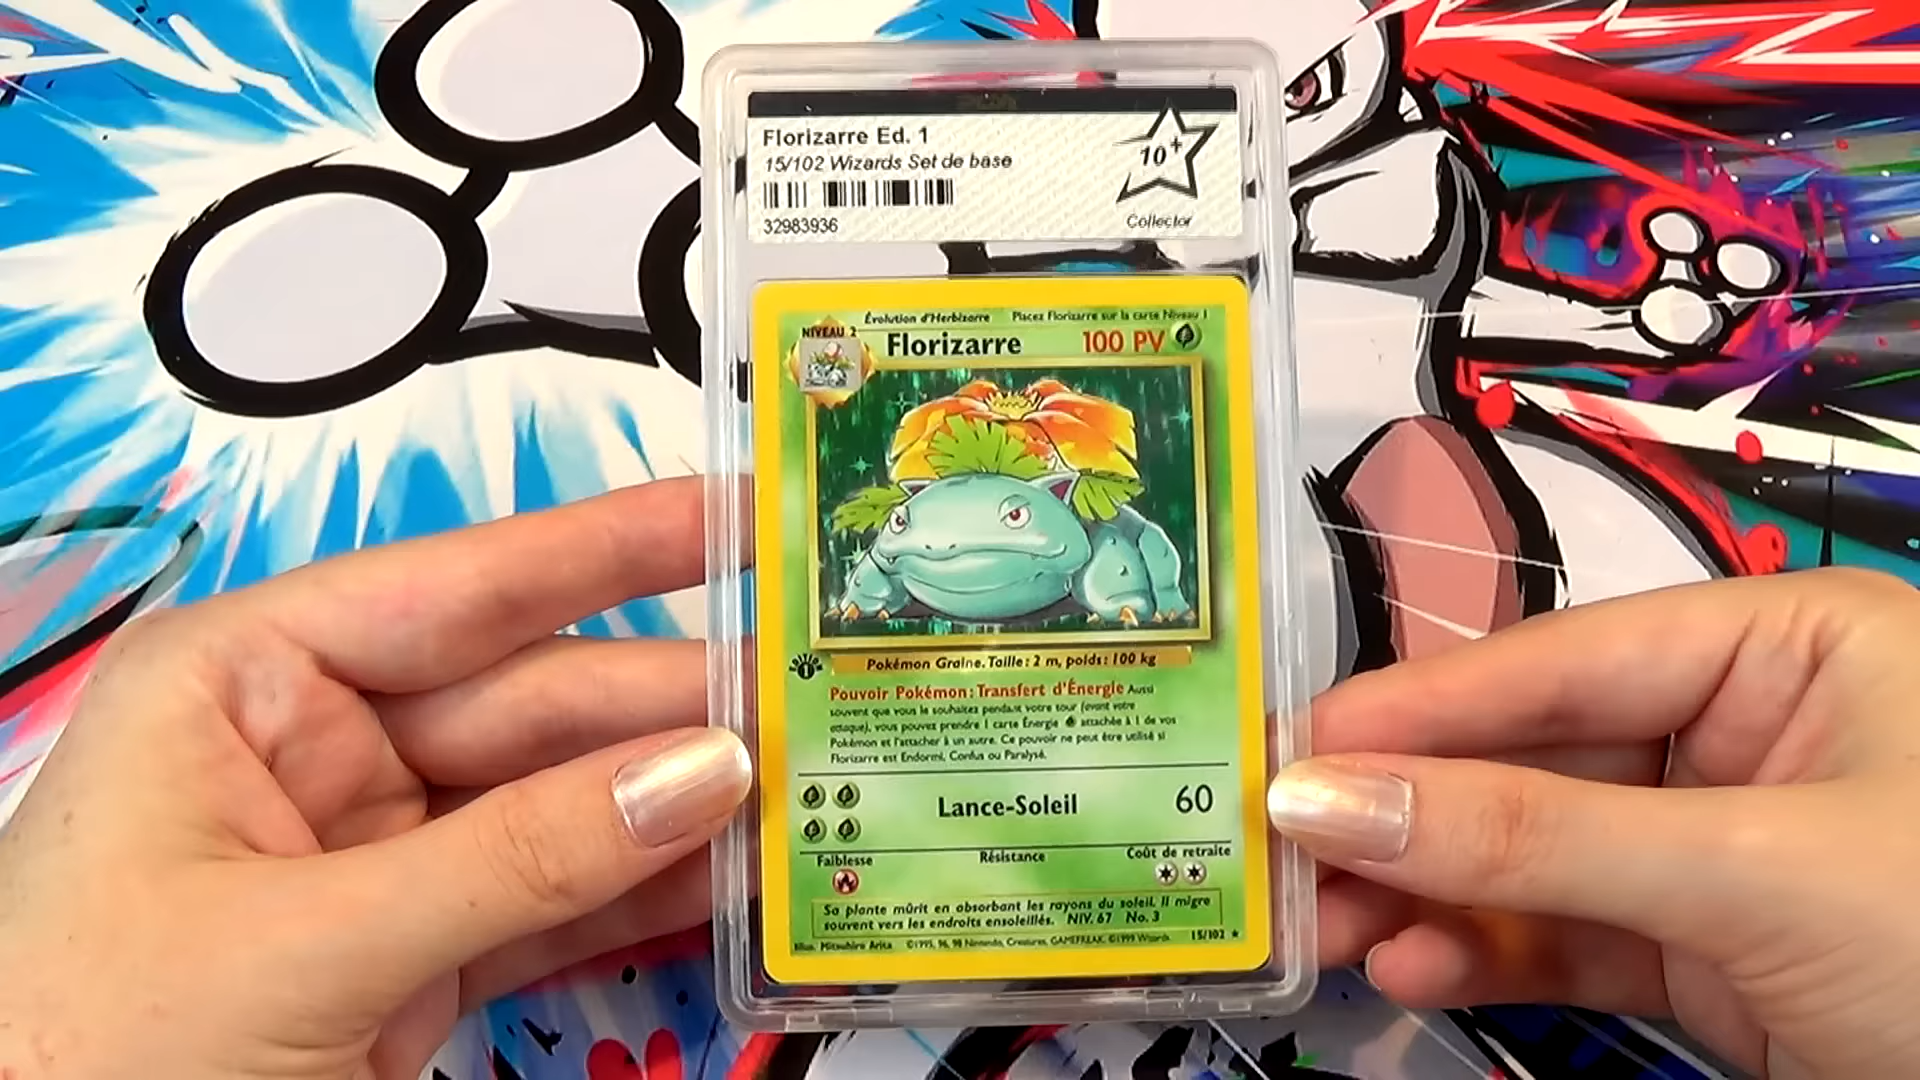 Florizarre Ed. 1
15/102 Wizards Set de base
10+
32983936
Collector
Évolution d'Herbizarre Placez Florizarre sur la carte Niveau 1
NIVEAU 2
Florizarre 100 PV
ÉDITION 1
Pokémon Graine. Taille: 2 m, poids: 100 kg
Pouvoir Pokémon: Transfert d'Énergie Aussi
souvent que vous le souhaitez pendant votre tour (avant votre
attaque), vous pouvez prendre 1 carte Énergie attachée à 1 de vos
Pokémon et l'attacher à un autre. Ce pouvoir ne peut être utilisé si
Florizarre est Endormi, Confus ou Paralysé.
Lance-Soleil 60
Faiblesse Résistance Coût de retraite
Sa plante mûrit en absorbant les rayons du soleil. Il migre
souvent vers les endroits ensoleillés. NIV. 67 No. 3
Illus. Mitsuhiro Arita ©1995, 96, 98 Nintendo, Creatures, GAMEFREAK. ©1999 Wizards. 15/102